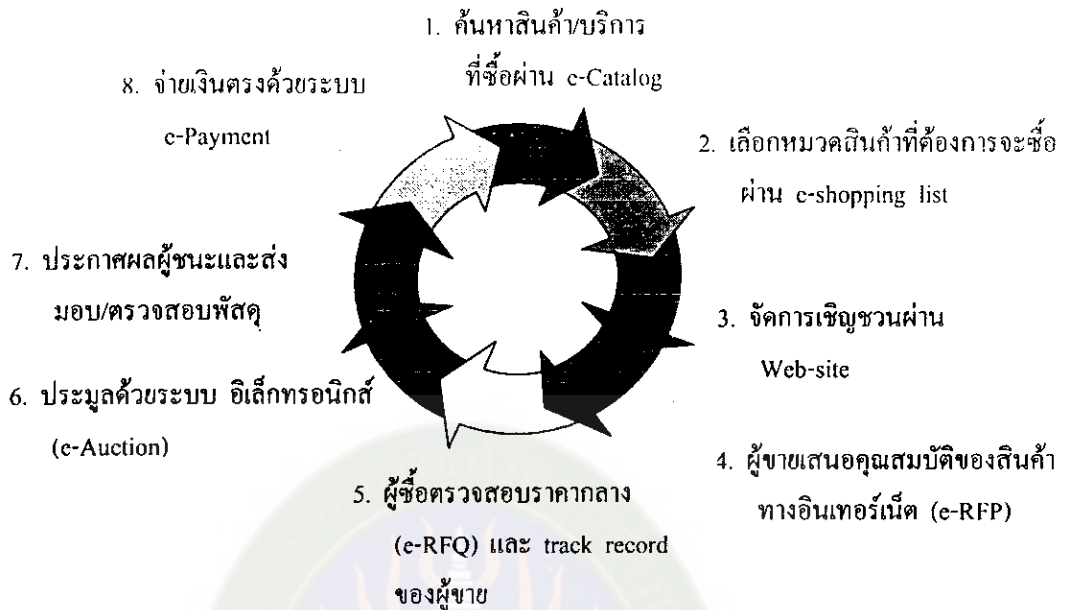 1. ค้นหาสินค้า/บริการ
ที่ซื้อผ่าน e-Catalog
2. เลือกหมวดสินค้าที่ต้องการจะซื้อ
ผ่าน e-shopping list
3. จัดการเชิญชวนผ่าน
Web-site
4. ผู้ขายเสนอคุณสมบัติของสินค้า
ทางอินเทอร์เน็ต (e-RFP)
5. ผู้ซื้อตรวจสอบราคากลาง
(e-RFQ) และ track record
ของผู้ขาย
6. ประมูลด้วยระบบ อิเล็กทรอนิกส์
(e-Auction)
7. ประกาศผลผู้ชนะและส่ง
มอบ/ตรวจสอบพัสดุ
8. จ่ายเงินตรงด้วยระบบ
e-Payment